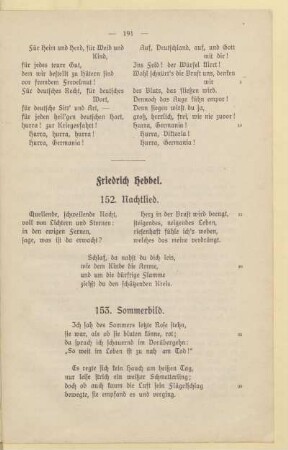 — 191 —
Für Heim und Herd, für Weib und
Kind,
für jedes teure Gut,
dem wir bestellt zu Hütern sind
vor fremdem Frevelmut!
Für deutsches Recht, für deutsches
Wort,
für deutsche Sitt' und Art, —
für jeden heil'gen deutschen Hort,
hurra! zur Kriegesfahrt!
Hurra, hurra, hurra!
Hurra, Germania!
Auf, Deutschland, auf, und Gott
mit dir!
Ins Feld! der Würfel klirrt!
Wohl schnürt's die Brust uns, denken
wir
des Bluts, das fließen wird.
Dennoch das Auge kühn empor!
Denn siegen wirst du ja,
groß, herrlich, frei, wie nie zuvor!
Hurra, Germania!
Hurra, Viktoria!
Hurra, Germania!
Friedrich Hebbel.
152. Nachtlied.
Quellende, schwellende Nacht,
voll von Lichtern und Sternen:
in den ewigen Fernen,
sage, was ist da erwacht?
Herz in der Brust wird beengt,
steigendes, neigendes Leben,
riesenhaft fühle ich's weben,
welches das meine verdrängt.
Schlaf, da nahst du dich leis,
wie dem Kinde die Amme,
und um die dürftige Flamme
ziehst du den schützenden Kreis.
153. Sommerbild.
Ich sah des Sommers letzte Rose stehn,
sie war, als ob sie bluten könne, rot;
da sprach ich schauernd im Vorübergehn:
„So weit im Leben ist zu nah am Tod!"
Es regte sich kein Hauch am heißen Tag,
nur leise strich ein weißer Schmetterling;
doch ob auch kaum die Luft sein Flügelschlag
bewegte, sie empfand es und verging.